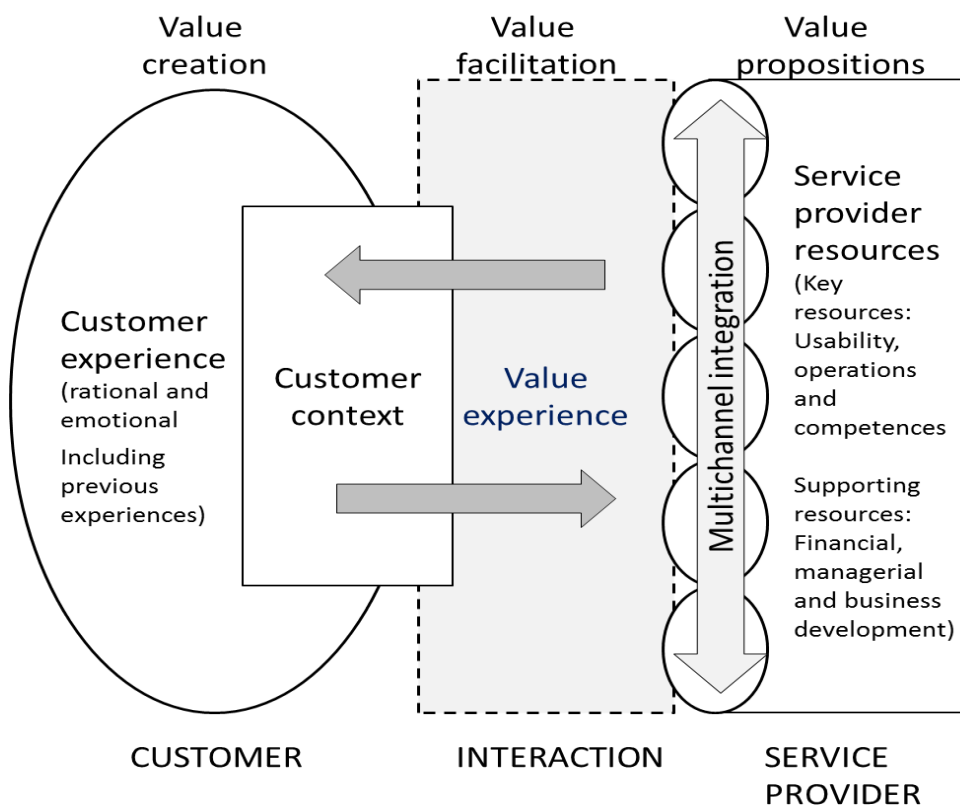 Value
creation
Value
facilitation
Value
propositions
Customer
experience
(rational and
emotional
Including
previous
experiences)
Customer
context
Value
experience
Multichannel integration
Service
provider
resources
(Key
resources:
Usability,
operations
and
competences
Supporting
resources:
Financial,
managerial
and business
development)
CUSTOMER
INTERACTION
SERVICE
PROVIDER